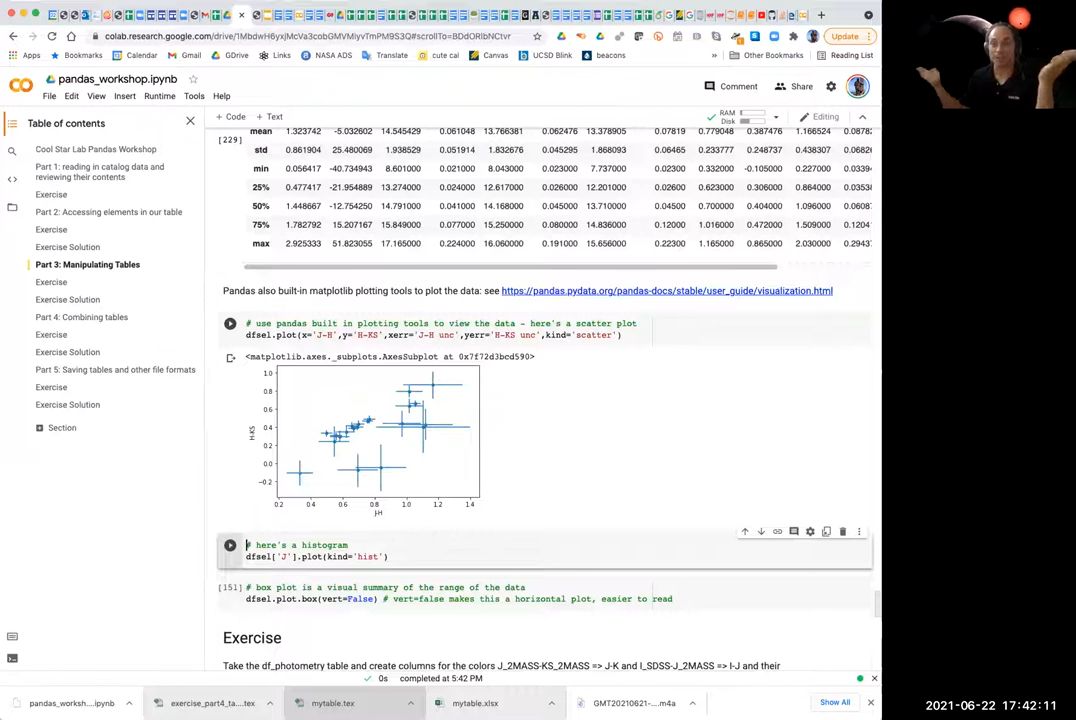 colab.research.google.com/drive/1MbdwH6yxjMcVa3cobGMVMiyvTmPM9S3Q#scrollTo=BDdORIbNCtvr
Update
Apps
Bookmarks
Calendar
Gmail
GDrive
Links
NASA ADS
Translate
cute cal
Canvas
UCSD Blink
beacons
»
Other Bookmarks
Reading List
pandas_workshop.ipynb
File Edit View Insert Runtime Tools Help
Comment
Share
+ Code + Text
RAM
Disk
Editing
Table of contents
Cool Star Lab Pandas Workshop
Part 1: reading in catalog data and
reviewing their contents
Exercise
Part 2: Accessing elements in our table
Exercise
Exercise Solution
Part 3: Manipulating Tables
Exercise
Exercise Solution
Part 4: Combining tables
Exercise
Exercise Solution
Part 5: Saving tables and other file formats
Exercise
Exercise Solution
Section
[229]
mean 1.323742 -5.032602 14.545429 0.061048 13.766381 0.062476 13.378905 0.07819 0.779048 0.387476 1.166524 0.0878
std 0.861904 25.480069 1.938529 0.051914 1.832676 0.045295 1.868093 0.06465 0.233777 0.248737 0.438307 0.0682
min 0.056417 -40.734943 8.601000 0.021000 8.043000 0.023000 7.737000 0.02300 0.332000 -0.105000 0.227000 0.0339
25% 0.477417 -21.954889 13.274000 0.024000 12.617000 0.026000 12.201000 0.02600 0.623000 0.306000 0.864000 0.0353
50% 1.448667 -12.754250 14.791000 0.041000 14.168000 0.045000 13.710000 0.04500 0.700000 0.404000 1.096000 0.0608
75% 1.782792 15.207167 15.849000 0.077000 15.250000 0.080000 14.836000 0.12000 1.016000 0.472000 1.509000 0.1204
max 2.925333 51.823055 17.165000 0.224000 16.060000 0.191000 15.656000 0.22300 1.165000 0.865000 2.030000 0.2943
Pandas also built-in matplotlib plotting tools to plot the data: see https://pandas.pydata.org/pandas-docs/stable/user_guide/visualization.html
# use pandas built in plotting tools to view the data - here's a scatter plot
dfsel.plot(x='J-H',y='H-KS',xerr='J-H unc',yerr='H-KS unc',kind='scatter')
<matplotlib.axes._subplots.AxesSubplot at 0x7f72d3bcd590>
1.0
0.8
0.6
0.4
0.2
0.0
−0.2
H-KS
0.2 0.4 0.6 0.8 1.0 1.2 1.4
J-H
# here's a histogram
dfsel['J'].plot(kind='hist')
[151] # box plot is a visual summary of the range of the data
dfsel.plot.box(vert=False) # vert=false makes this a horizontal plot, easier to read
Exercise
Take the df_photometry table and create columns for the colors J_2MASS-KS_2MASS => J-K and I_SDSS-J_2MASS => I-J and their
0s completed at 5:42 PM
pandas_worksh....ipynb
exercise_part4_ta....tex
mytable.tex
mytable.xlsx
GMT20210621-....m4a
Show All
2021-06-22 17:42:11